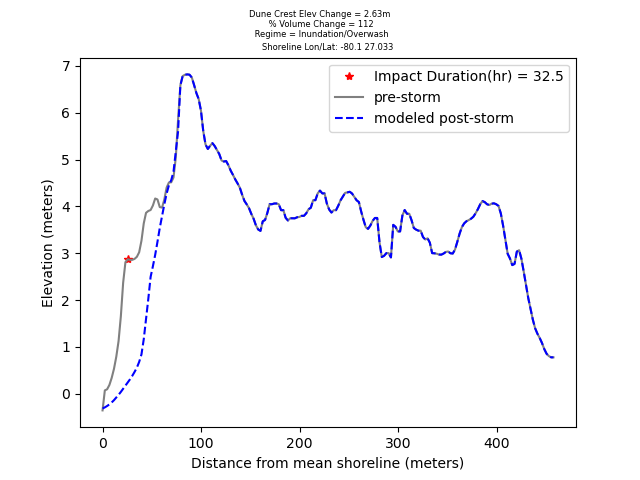 Dune Crest Elev Change = 2.63m
% Volume Change = 112
Regime = Inundation/Overwash
Shoreline Lon/Lat: -80.1 27.033
Impact Duration(hr) = 32.5
pre-storm
modeled post-storm
Elevation (meters)
7
6
5
4
3
2
1
0
0 100 200 300 400
Distance from mean shoreline (meters)